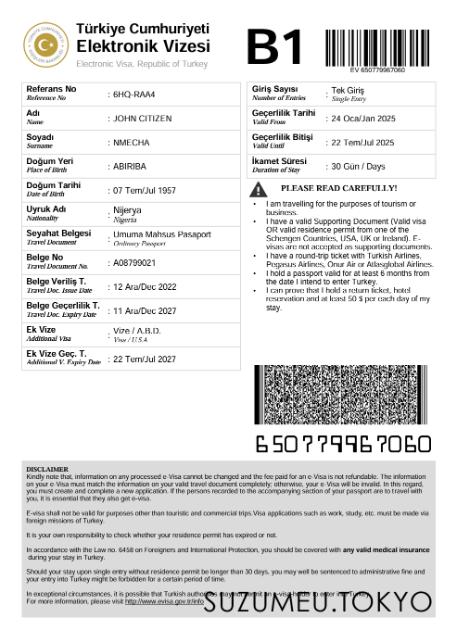 Türkiye Cumhuriyeti
Elektronik Vizesi
Electronic Visa, Republic of Turkey
B1
EV 650779967060
Referans No : 6HQ-RAA4
Reference No
Adı : JOHN CITIZEN
Name
Soyadı : NMECHA
Surname
Doğum Yeri : ABIRIBA
Place of Birth
Doğum Tarihi : 07 Tem/Jul 1957
Date of Birth
Uyruk Adı : Nijerya
Nationality Nigeria
Seyahat Belgesi : Umuma Mahsus Pasaport
Travel Document Ordinary Passport
Belge No : A08799021
Travel Document No.
Belge Veriliş T. : 12 Ara/Dec 2022
Travel Doc. Issue Date
Belge Geçerlilik T. : 11 Ara/Dec 2027
Travel Doc. Expiry Date
Ek Vize : Vize / A.B.D.
Additional Visa Visa / U.S.A
Ek Vize Geç. T. : 22 Tem/Jul 2027
Additional V. Expiry Date
Giriş Sayısı : Tek Giriş
Number of Entries Single Entry
Geçerlilik Tarihi : 24 Oca/Jan 2025
Valid From
Geçerlilik Bitişi : 22 Tem/Jul 2025
Valid Until
İkamet Süresi : 30 Gün / Days
Duration of Stay
PLEASE READ CAREFULLY!
• I am travelling for the purposes of tourism or
business.
• I have a valid Supporting Document (Valid visa
OR valid residence permit from one of the
Schengen Countries, USA, UK or Ireland). E-
visas are not accepted as supporting documents.
• I have a round-trip ticket with Turkish Airlines,
Pegasus Airlines, Onur Air or Atlasglobal Airlines.
• I hold a passport valid for at least 6 months from
the date I intend to enter Turkey.
• I can prove that I hold a return ticket, hotel
reservation and at least 50 $ per each day of my
stay.
650779967060
DISCLAIMER
Kindly note that, information on any processed e-Visa cannot be changed and the fee paid for an e-Visa is not refundable. The information
on your e-Visa must match the information on your valid travel document completely; otherwise, your e-Visa will be invalid. In this regard,
you must create and complete a new application. If the persons recorded to the accompanying section of your passport are to travel with
you, it is essential that they also get e-visa.
E-visa shall not be valid for purposes other than touristic and commercial trips.Visa applications such as work, study, etc. must be made via
foreign missions of Turkey.
It is your own responsibility to check whether your residence permit has expired or not.
In accordance with the Law no. 6458 on Foreigners and International Protection, you should be covered with any valid medical insurance
during your stay in Turkey.
Should your stay upon single entry without residence permit be longer than 30 days, you may well be sentenced to administrative fine and
your entry into Turkey might be forbidden for a certain period of time.
In exceptional circumstances, it is possible that Turkish authorities may not permit an e-visa holder to enter into Turkey.
For more information, please visit http://www.evisa.gov.tr/info
SUZUMEU.TOKYO